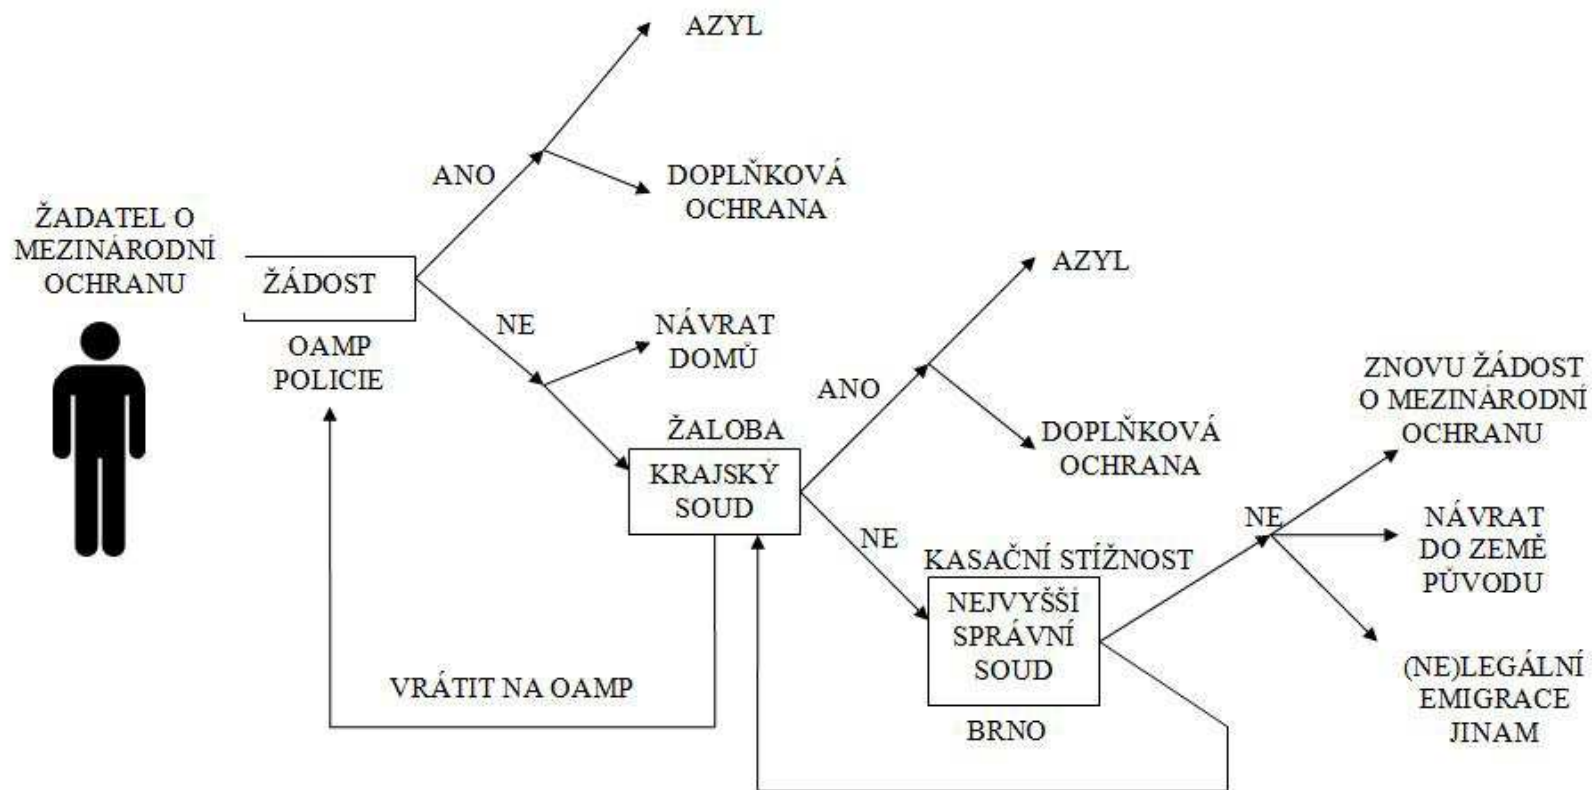 ŽADATEL O
MEZINÁRODNÍ
OCHRANU
ŽÁDOST
OAMP
POLICIE
ANO
AZYL
DOPLŇKOVÁ
OCHRANA
NE
NÁVRAT
DOMŮ
ŽALOBA
KRAJSKÝ
SOUD
VRÁTIT NA OAMP
ANO
AZYL
DOPLŇKOVÁ
OCHRANA
NE
KASAČNÍ STÍŽNOST
NEJVYŠŠÍ
SPRÁVNÍ
SOUD
BRNO
NE
ZNOVU ŽÁDOST
O MEZINÁRODNÍ
OCHRANU
NÁVRAT
DO ZEMĚ
PŮVODU
(NE)LEGÁLNÍ
EMIGRACE
JINAM